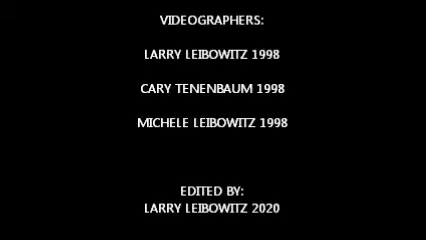 VIDEOGRAPHERS:
LARRY LEIBOWITZ 1998
CARY TENENBAUM 1998
MICHELE LEIBOWITZ 1998
EDITED BY:
LARRY LEIBOWITZ 2020